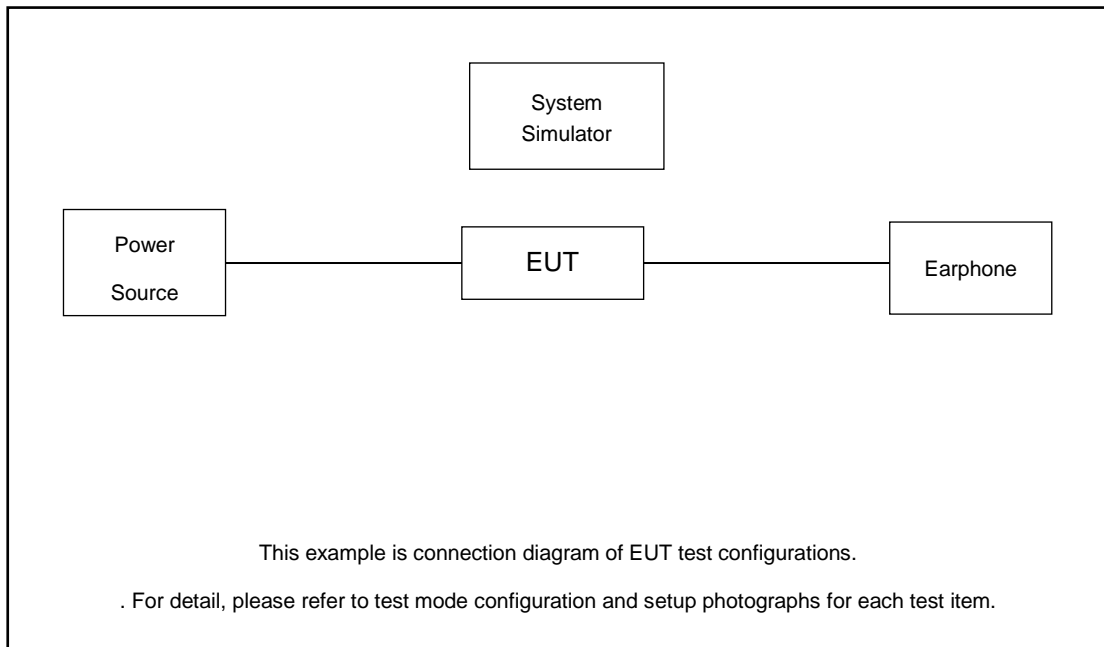 System
Simulator
Power
Source
EUT
Earphone
This example is connection diagram of EUT test configurations.
. For detail, please refer to test mode configuration and setup photographs for each test item.